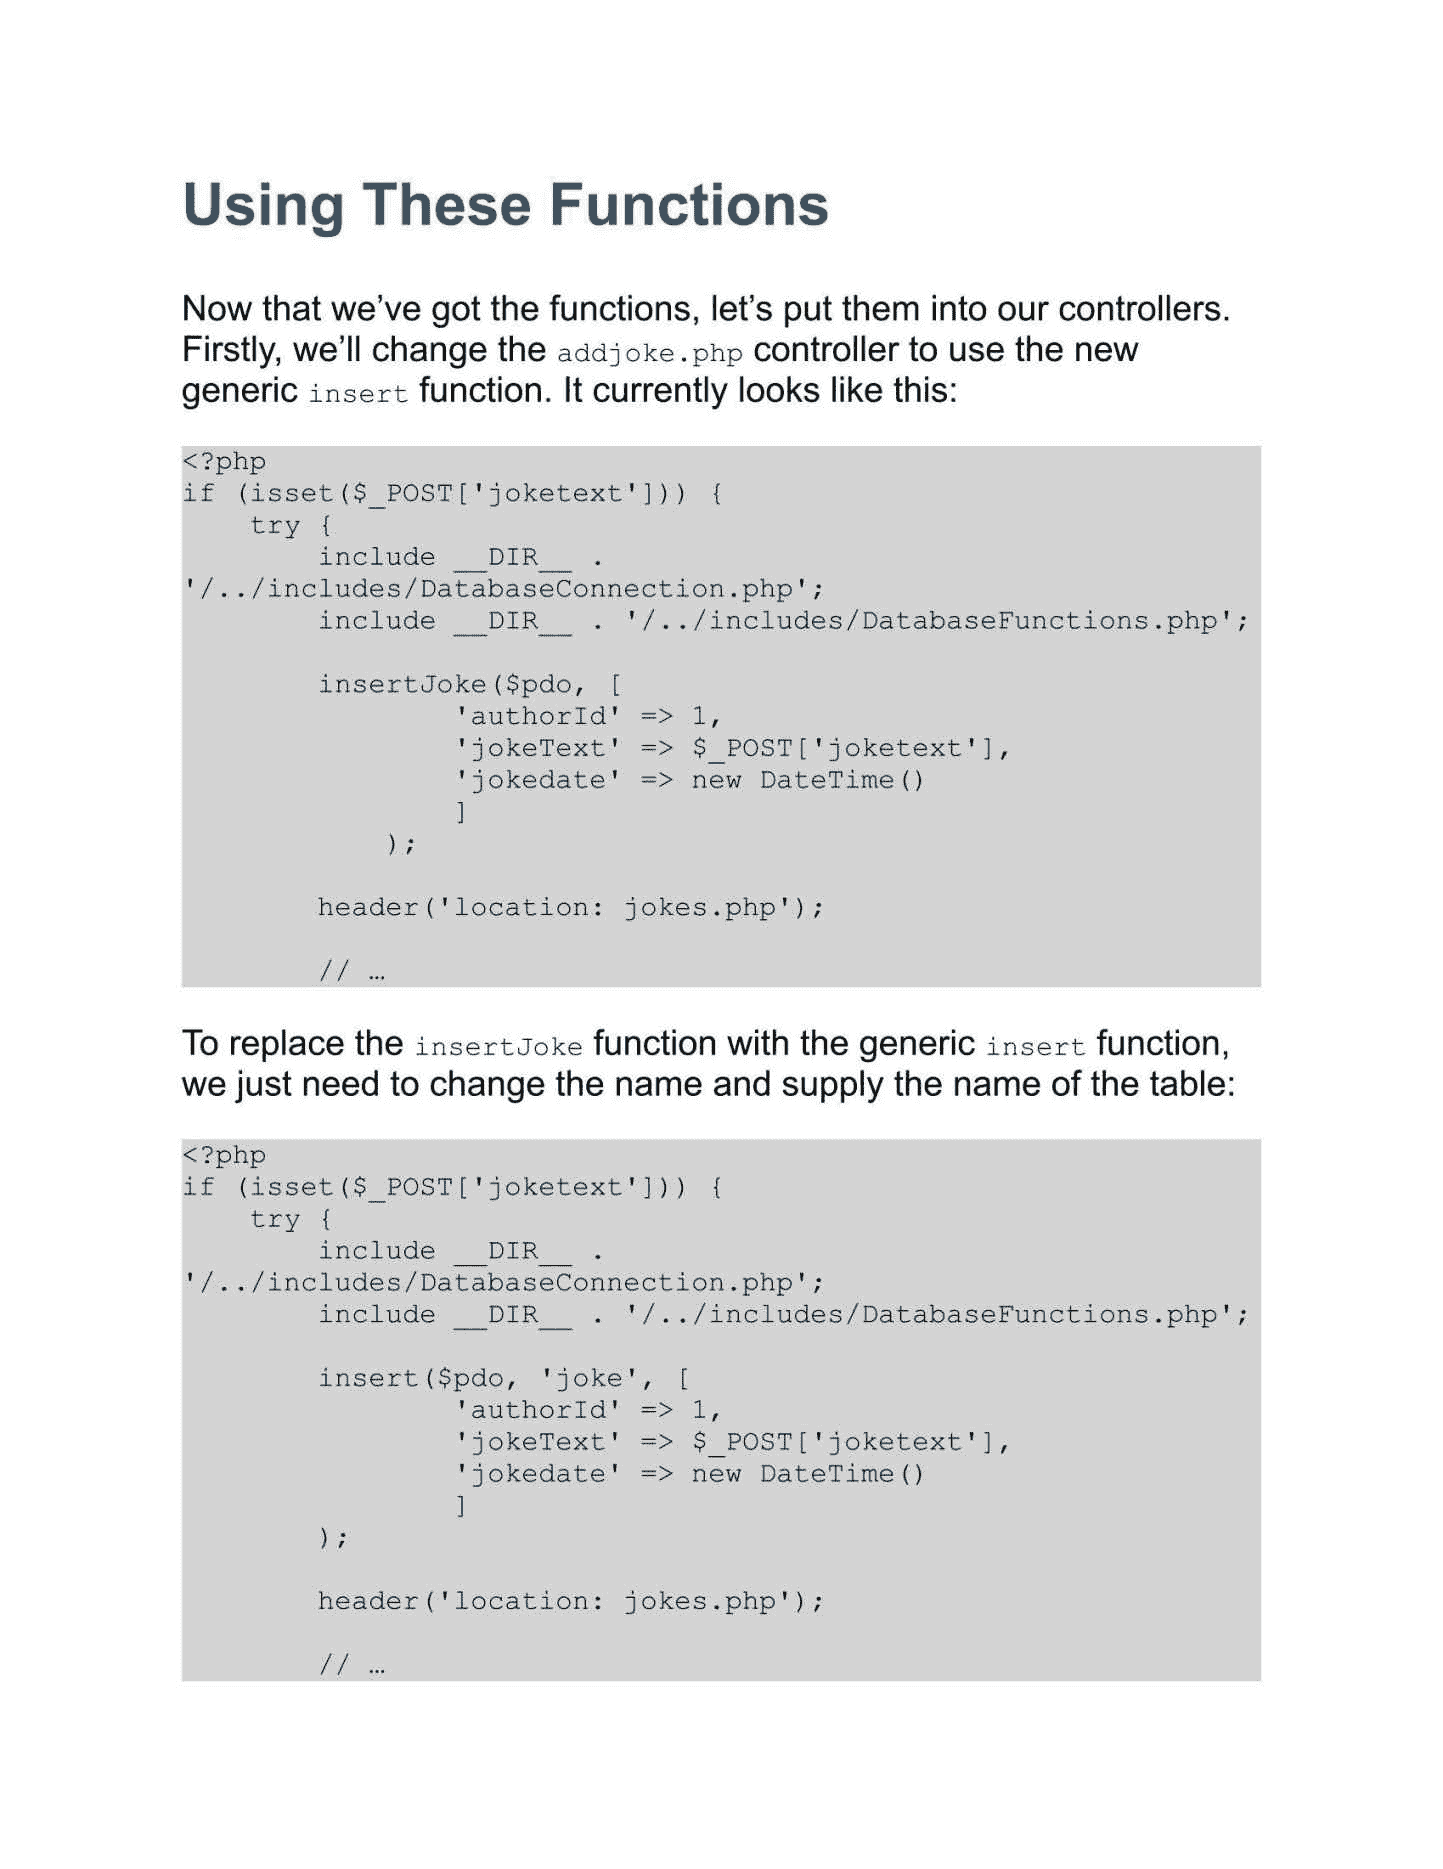 Using These Functions
Now that we’ve got the functions, let’s put them into our controllers.
Firstly, we’ll change the addjoke.php controller to use the new
generic insert function. It currently looks like this:
<?php
if (isset($_POST['joketext'])) {
    try {
        include __DIR__ .
'/../includes/DatabaseConnection.php';
        include __DIR__ . '/../includes/DatabaseFunctions.php';

        insertJoke($pdo, [
                'authorId' => 1,
                'jokeText' => $_POST['joketext'],
                'jokedate' => new DateTime()
                ]
            );

        header('location: jokes.php');

        // …
To replace the insertJoke function with the generic insert function,
we just need to change the name and supply the name of the table:
<?php
if (isset($_POST['joketext'])) {
    try {
        include __DIR__ .
'/../includes/DatabaseConnection.php';
        include __DIR__ . '/../includes/DatabaseFunctions.php';

        insert($pdo, 'joke', [
                'authorId' => 1,
                'jokeText' => $_POST['joketext'],
                'jokedate' => new DateTime()
                ]
        );

        header('location: jokes.php');

        // …